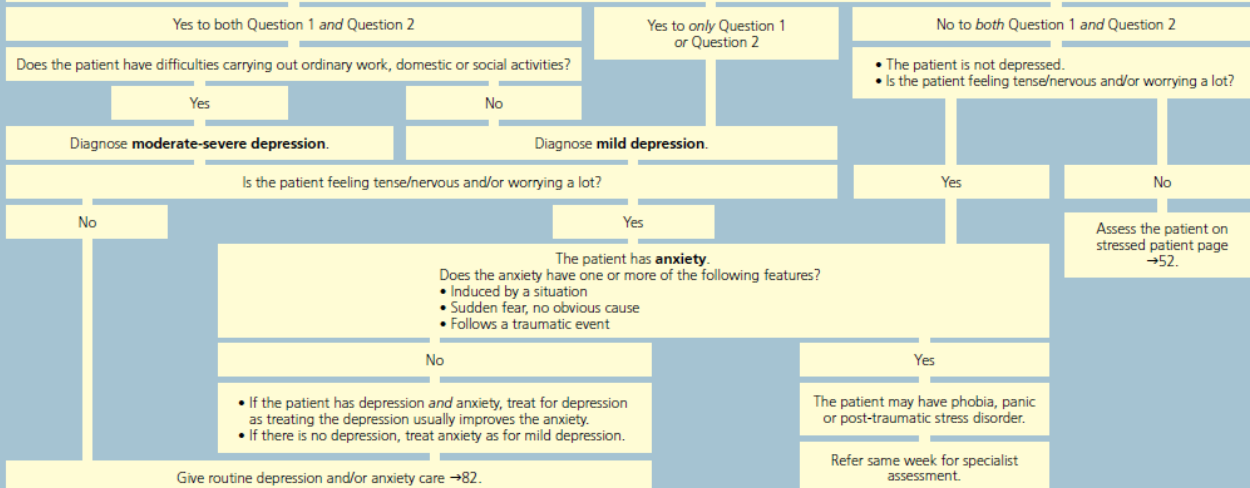 Yes to both Question 1 and Question 2
Yes to only Question 1
or Question 2
No to both Question 1 and Question 2
Does the patient have difficulties carrying out ordinary work, domestic or social activities?
• The patient is not depressed.
• Is the patient feeling tense/nervous and/or worrying a lot?
Yes
No
Diagnose moderate-severe depression.
Diagnose mild depression.
Is the patient feeling tense/nervous and/or worrying a lot?
Yes
No
No
Yes
Assess the patient on
stressed patient page
→52.
The patient has anxiety.
Does the anxiety have one or more of the following features?
• Induced by a situation
• Sudden fear, no obvious cause
• Follows a traumatic event
No
Yes
• If the patient has depression and anxiety, treat for depression
as treating the depression usually improves the anxiety.
• If there is no depression, treat anxiety as for mild depression.
The patient may have phobia, panic
or post-traumatic stress disorder.
Give routine depression and/or anxiety care →82.
Refer same week for specialist
assessment.